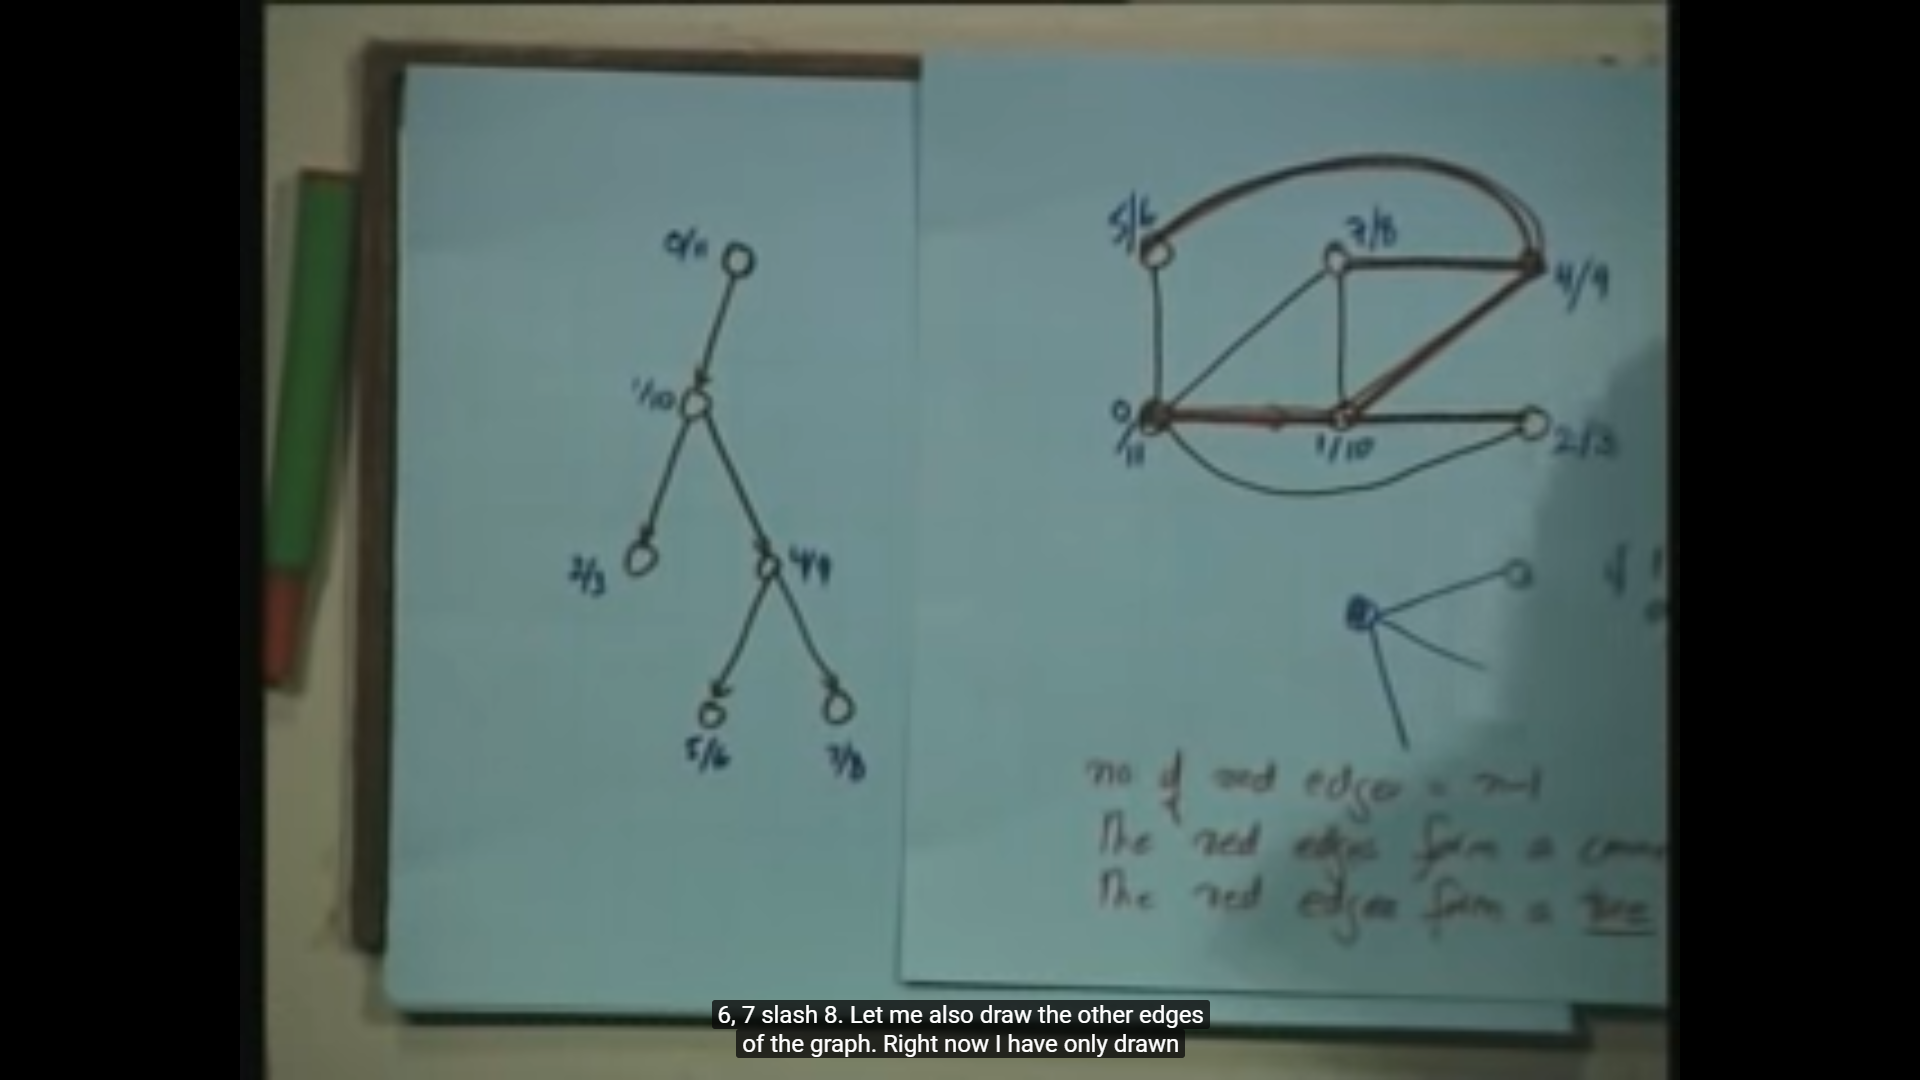 0/11
1/10
2/3
4/9
5/6
7/8
5/6
7/8
4/9
0/11
1/10
2/3
no of red edges = n-1
The red edges form a
The red edges form a tree
6, 7 slash 8. Let me also draw the other edges
of the graph. Right now I have only drawn